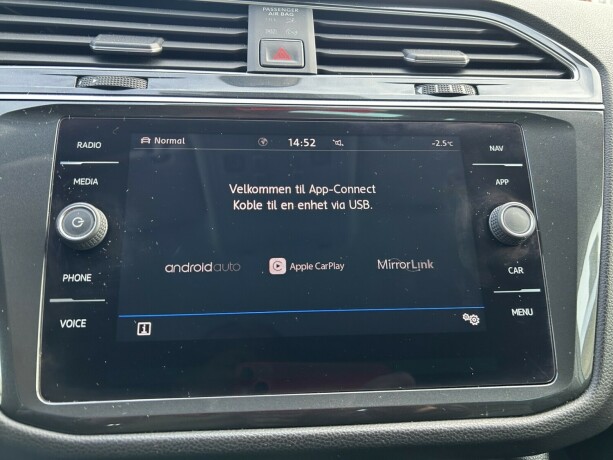 PASSENGER
AIR BAG
RADIO
MEDIA
PHONE
VOICE
Normal
14:52
-2.5°C
Velkommen til App-Connect
Koble til en enhet via USB.
androidauto
Apple CarPlay
MirrorLink
i
NAV
APP
CAR
MENU